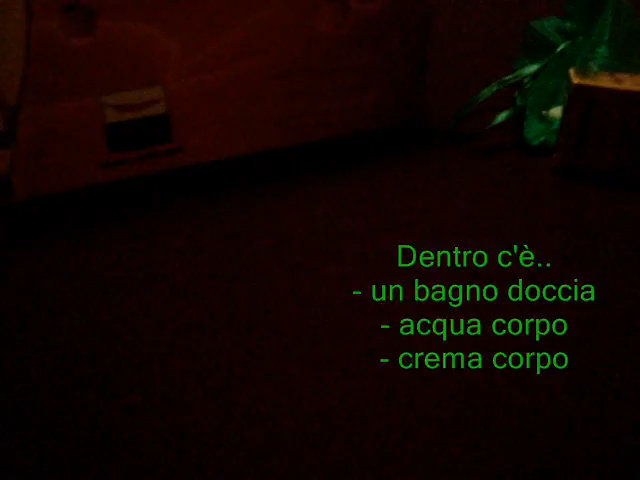 Dentro c'è..
- un bagno doccia
- acqua corpo
- crema corpo